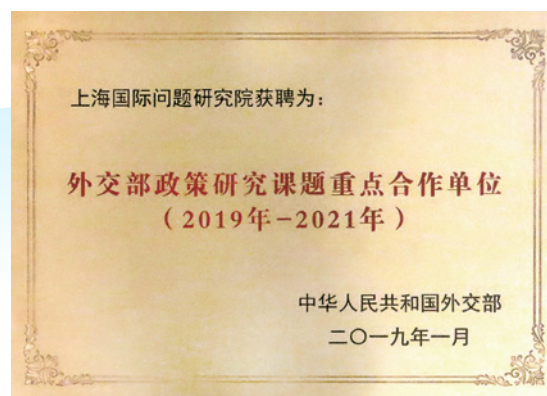 上海国际问题研究院获聘为：
外交部政策研究课题重点合作单位
（2019年-2021年）
中华人民共和国外交部
二〇一九年一月